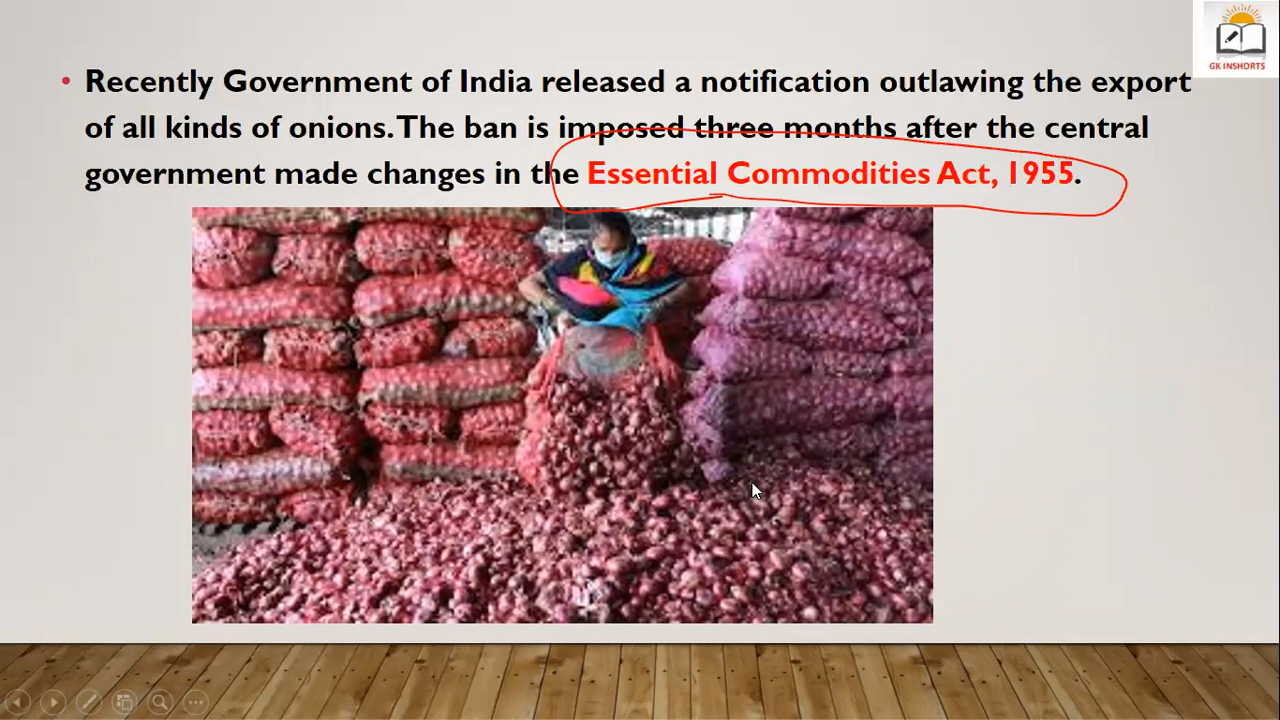 GK INSHORTS
• Recently Government of India released a notification outlawing the export
of all kinds of onions. The ban is imposed three months after the central
government made changes in the Essential Commodities Act, 1955.